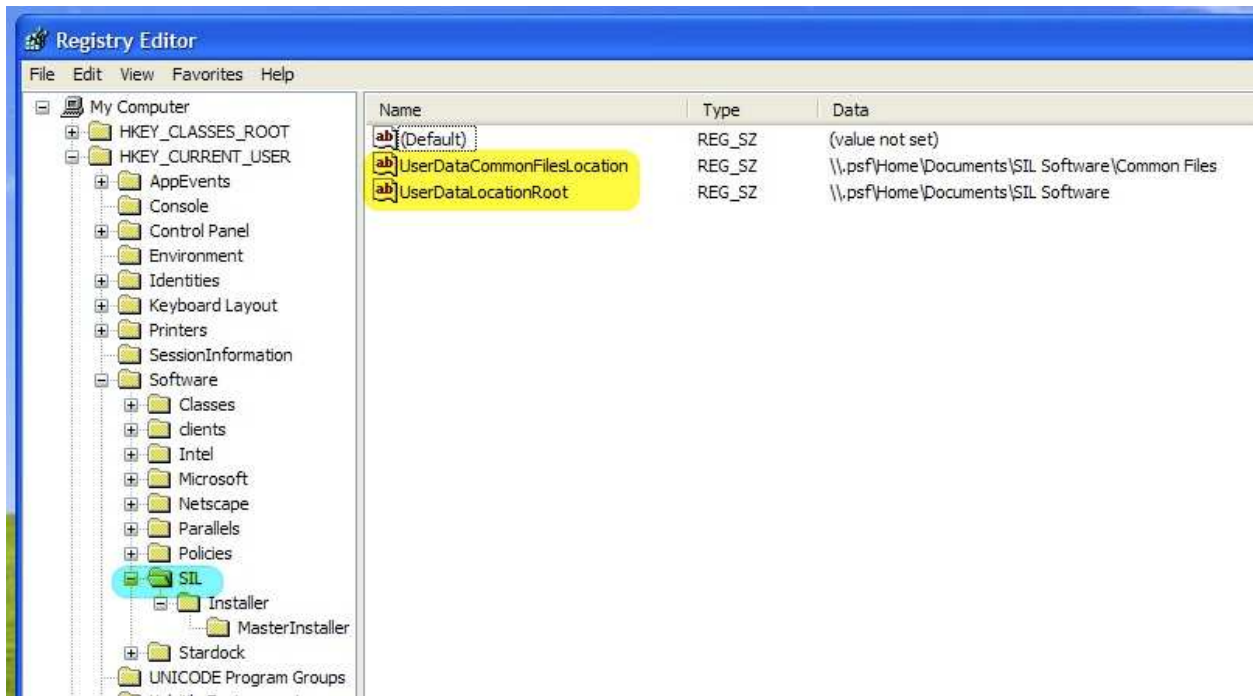 Registry Editor
File Edit View Favorites Help
My Computer
HKEY_CLASSES_ROOT
HKEY_CURRENT_USER
AppEvents
Console
Control Panel
Environment
Identities
Keyboard Layout
Printers
SessionInformation
Software
Classes
clients
Intel
Microsoft
Netscape
Parallels
Policies
SIL
Installer
MasterInstaller
Stardock
UNICODE Program Groups
Name Type Data
ab (Default) REG_SZ (value not set)
ab UserDataCommonFilesLocation REG_SZ \\.psf\Home\Documents\SIL Software\Common Files
ab UserDataLocationRoot REG_SZ \\.psf\Home\Documents\SIL Software